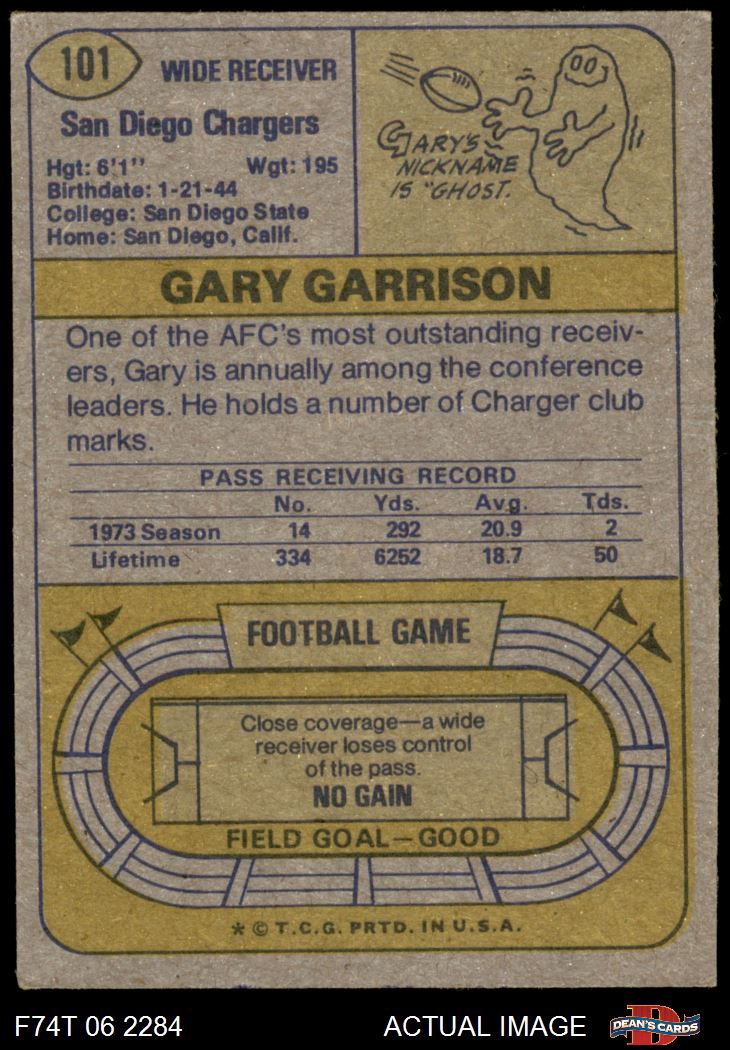 101
WIDE RECEIVER
San Diego Chargers
Hgt: 6'1" Wgt: 195
Birthdate: 1-21-44
College: San Diego State
Home: San Diego, Calif.
GARY'S
NICKNAME
IS "GHOST.
GARY GARRISON
One of the AFC's most outstanding receiv-
ers, Gary is annually among the conference
leaders. He holds a number of Charger club
marks.
PASS RECEIVING RECORD
No. Yds. Avg. Tds.
1973 Season 14 292 20.9 2
Lifetime 334 6252 18.7 50
FOOTBALL GAME
Close coverage—a wide
receiver loses control
of the pass.
NO GAIN
FIELD GOAL—GOOD
* © T.C.G. PRTD. IN U.S.A.
F74T 06 2284 ACTUAL IMAGE
D
DEAN'S CARDS